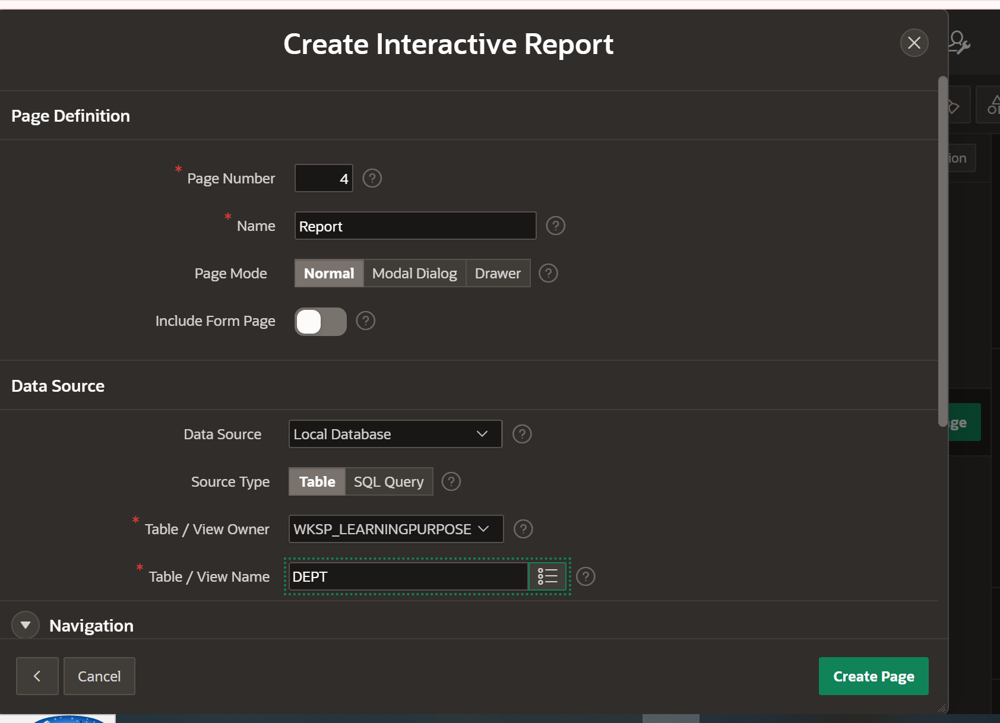 Create Interactive Report
Page Definition
* Page Number 4 ?
* Name Report ?
Page Mode Normal Modal Dialog Drawer ?
Include Form Page ?
ion
Data Source
Data Source Local Database ?
ge
Source Type Table SQL Query ?
* Table / View Owner WKSP_LEARNINGPURPOSE ?
* Table / View Name DEPT ?
Navigation
Cancel
Create Page